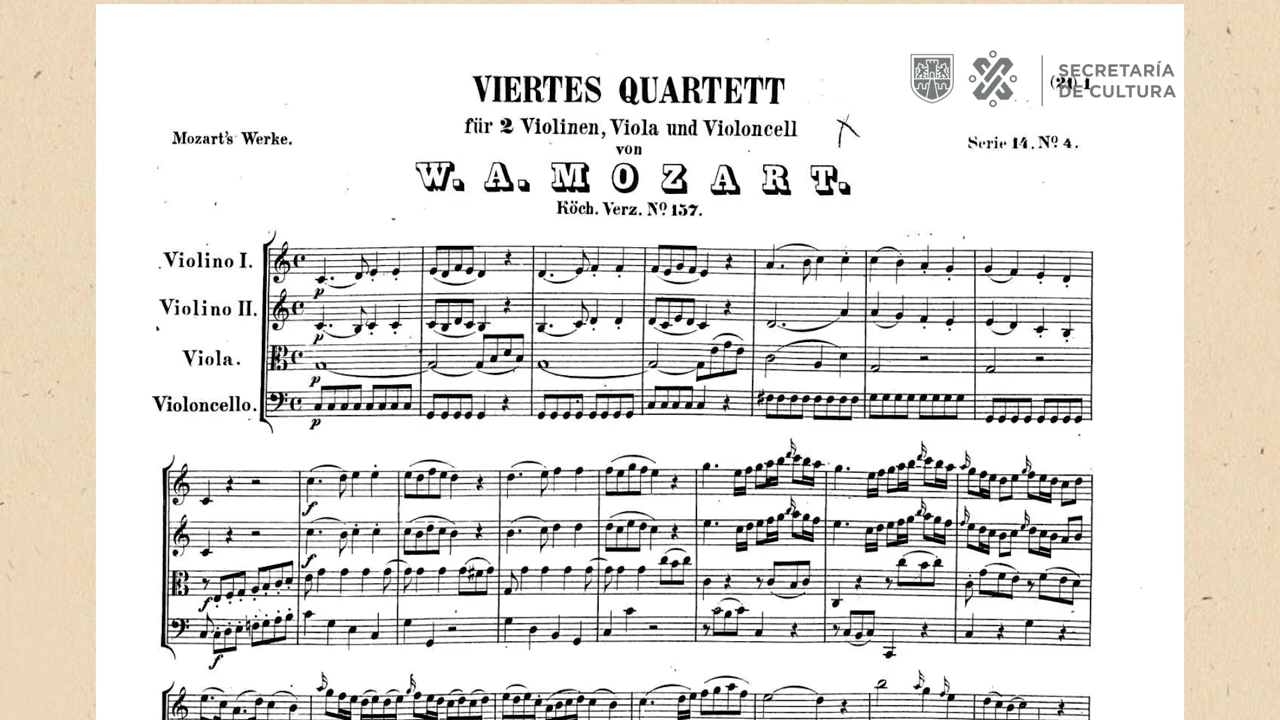 SECRETARÍA
DE CULTURA
VIERTES QUARTETT
für 2 Violinen, Viola und Violoncell
von
Mozart's Werke.
Serie 14. Nº 4.
W. A. MOZART.
Köch. Verz. Nº 157.
Violino I.
p
Violino II.
p
Viola.
p
Violoncello.
p
f
f
f
f